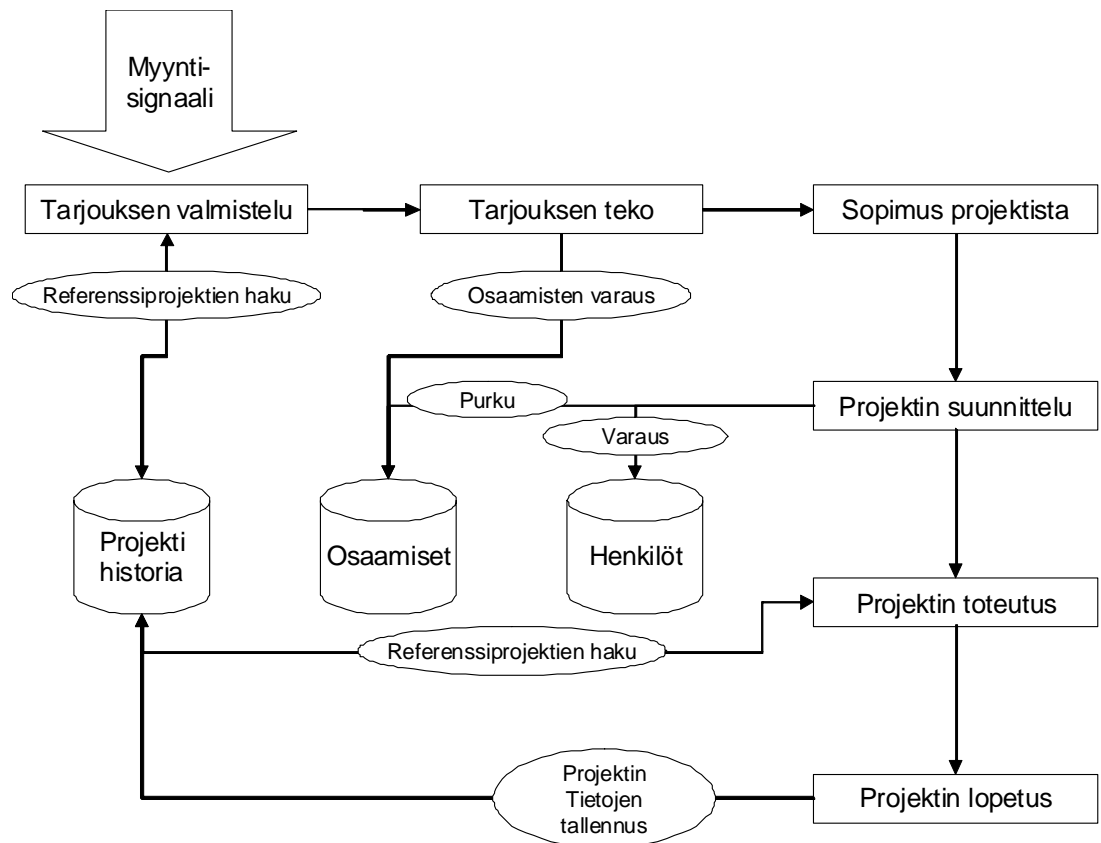 Myynti-
signaali
Tarjouksen valmistelu
Tarjouksen teko
Sopimus projektista
Referenssiprojektien haku
Osaamisten varaus
Purku
Projektin suunnittelu
Varaus
Projekti
historia
Osaamiset
Henkilöt
Projektin toteutus
Referenssiprojektien haku
Projektin
Tietojen
tallennus
Projektin lopetus